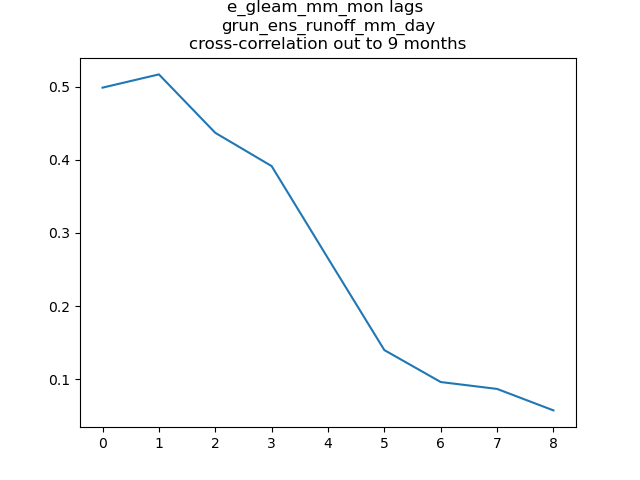 e_gleam_mm_mon lags
grun_ens_runoff_mm_day
cross-correlation out to 9 months
0.5
0.4
0.3
0.2
0.1
0 1 2 3 4 5 6 7 8